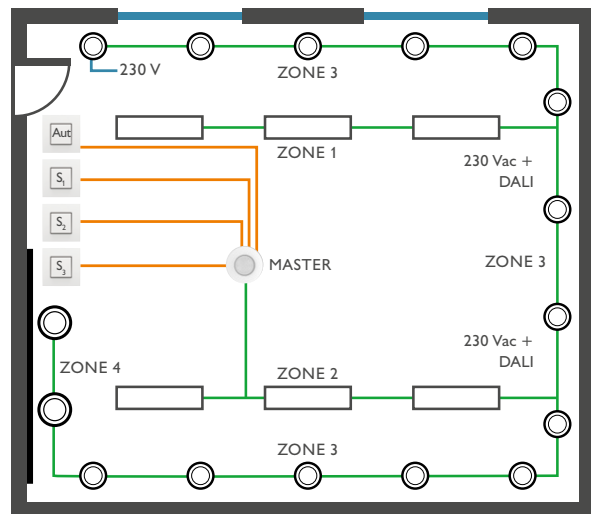 230 V
ZONE 3
Aut
ZONE 1
230 Vac +
DALI
S1
S2
S3
MASTER
ZONE 3
230 Vac +
DALI
ZONE 4
ZONE 2
ZONE 3